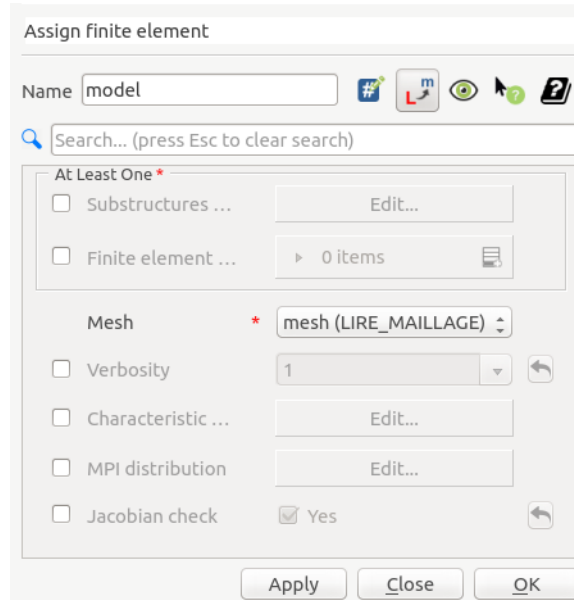 Assign finite element
Name model
Search... (press Esc to clear search)
At Least One *
Substructures ... Edit...
Finite element ... 0 items
Mesh * mesh (LIRE_MAILLAGE)
Verbosity 1
Characteristic ... Edit...
MPI distribution Edit...
Jacobian check Yes
Apply Close OK